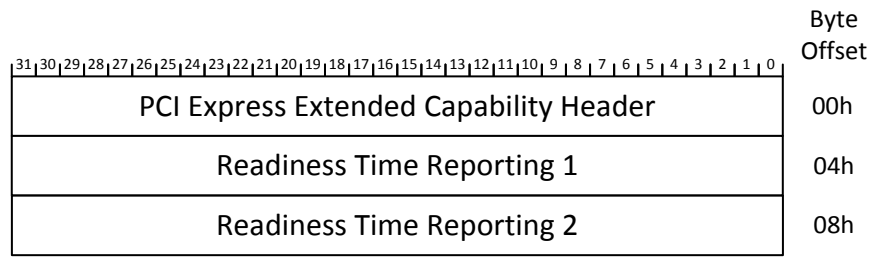 Byte
Offset
31 30 29 28 27 26 25 24 23 22 21 20 19 18 17 16 15 14 13 12 11 10 9 8 7 6 5 4 3 2 1 0
PCI Express Extended Capability Header 00h
Readiness Time Reporting 1 04h
Readiness Time Reporting 2 08h